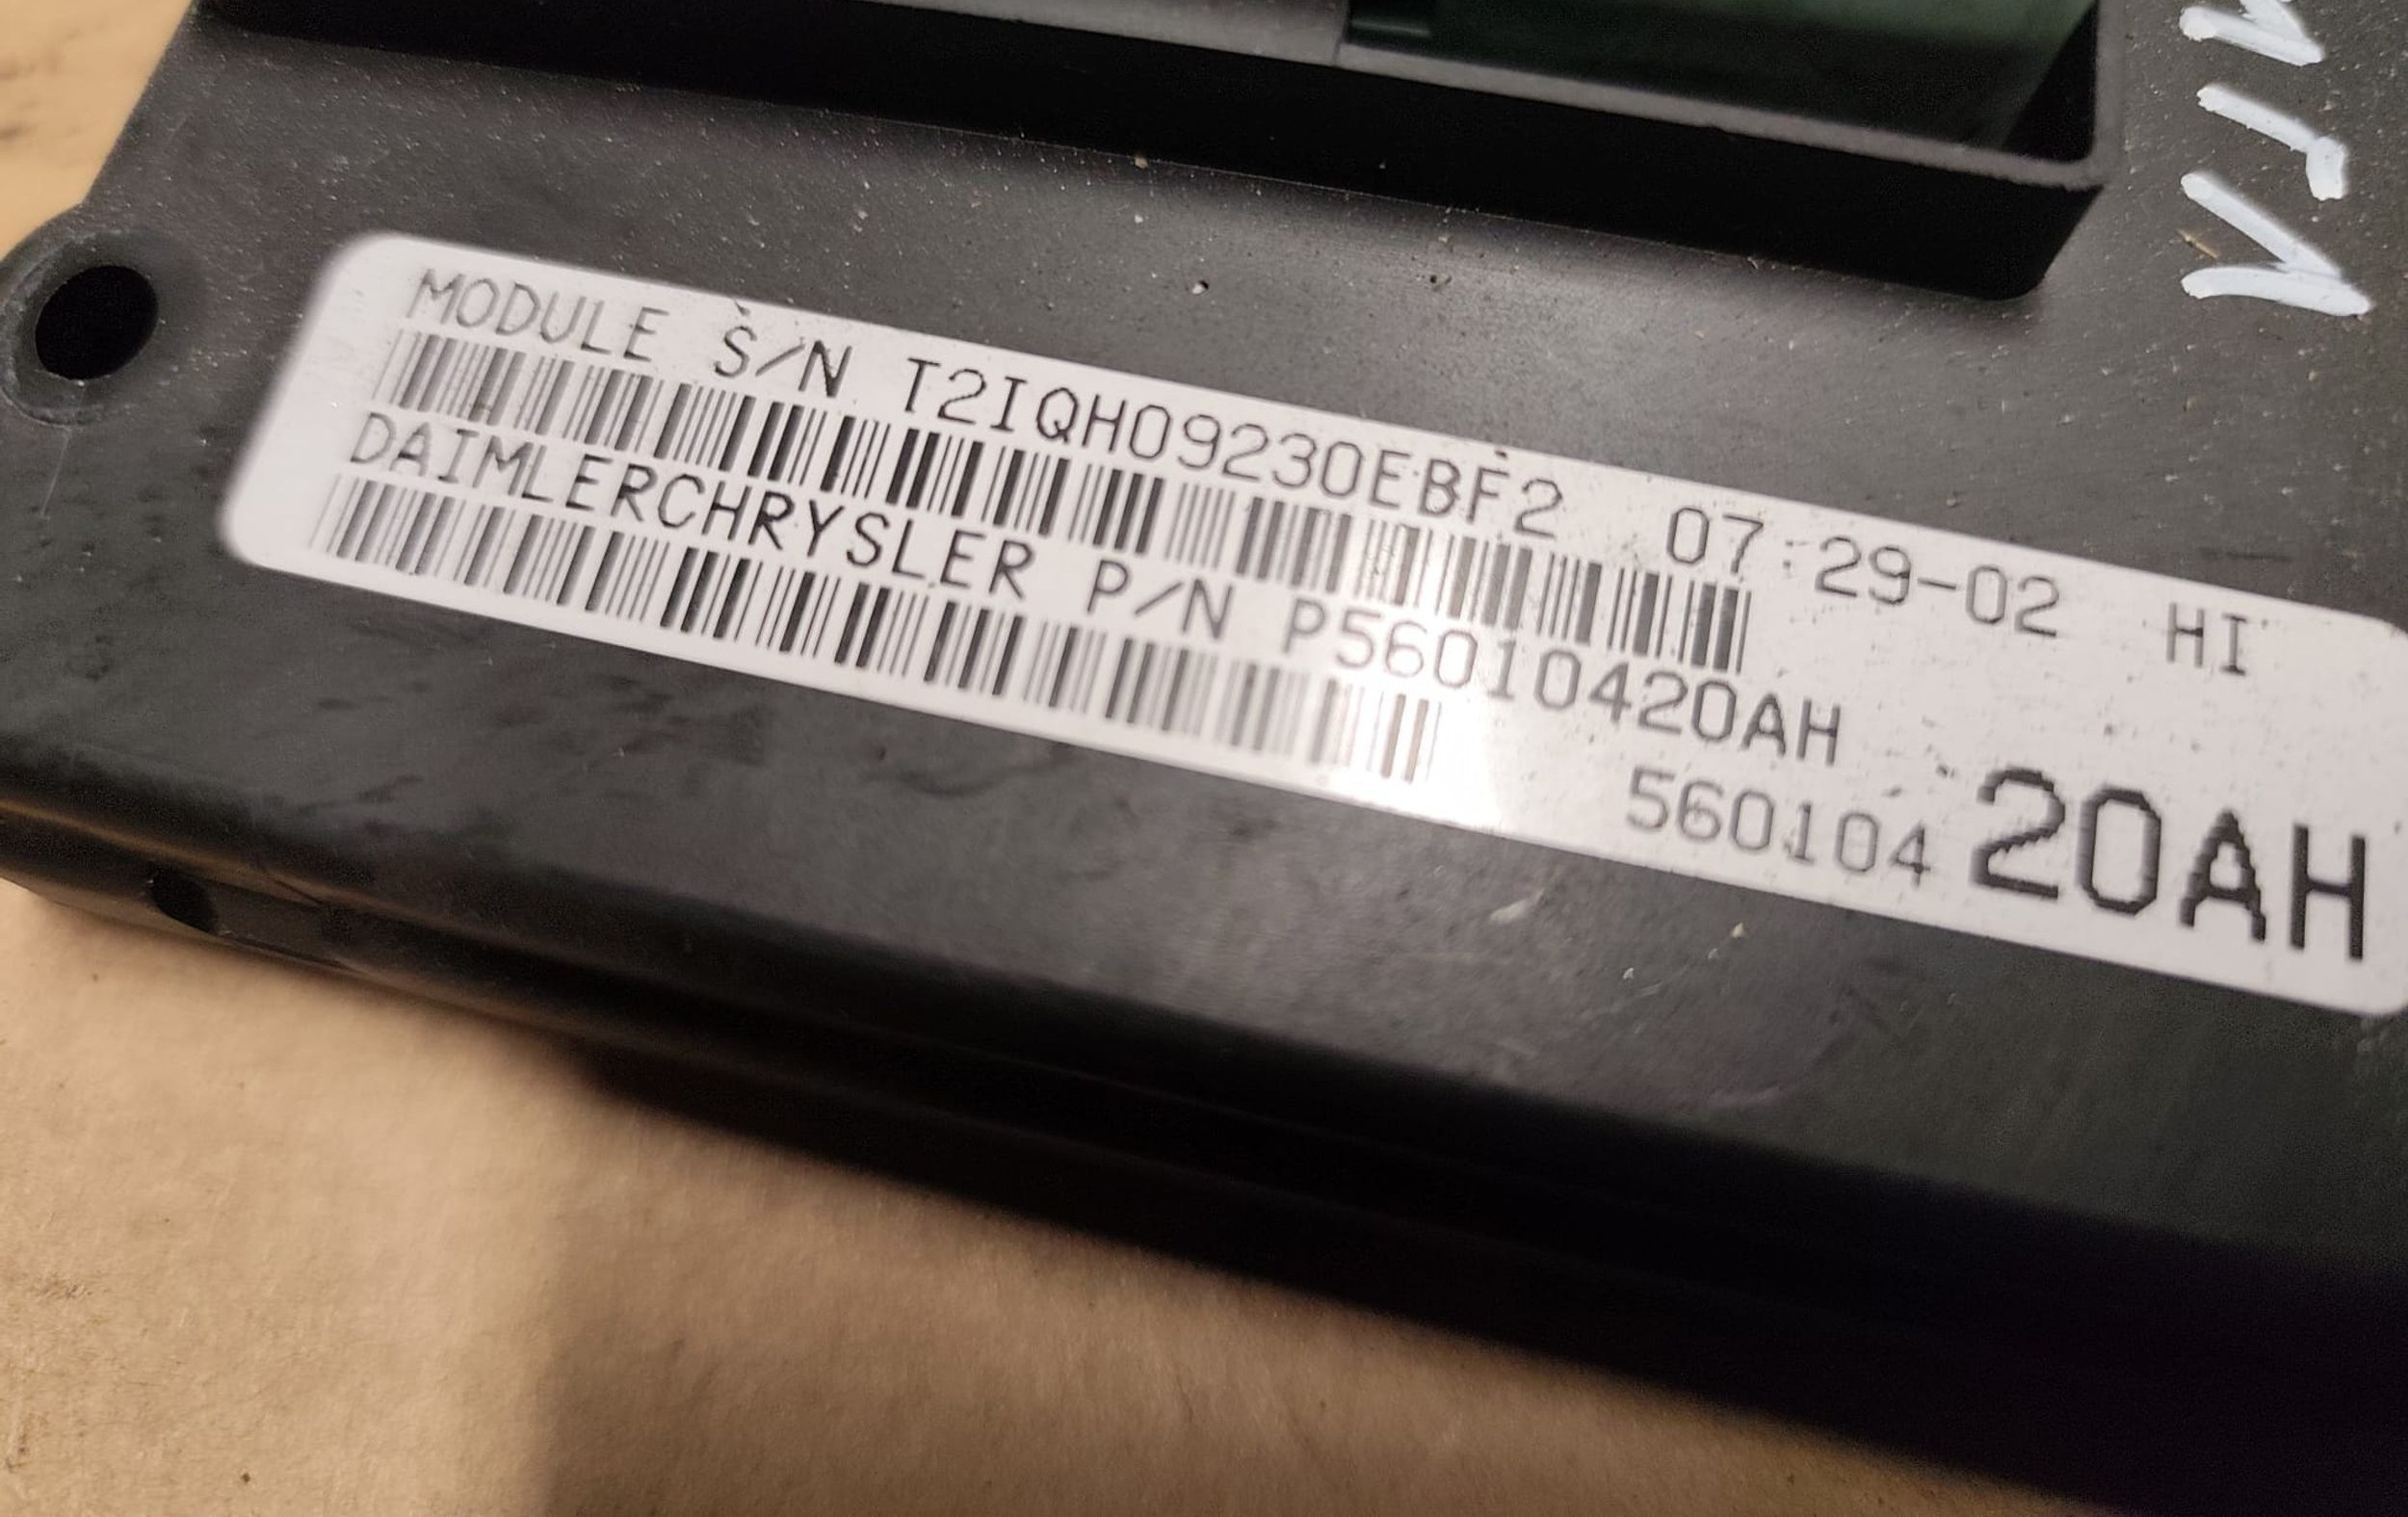 MODULE S/N T2IQH09230EBF2 07-29-02 HI
DAIMLERCHRYSLER P/N P56010420AH
56010420AH